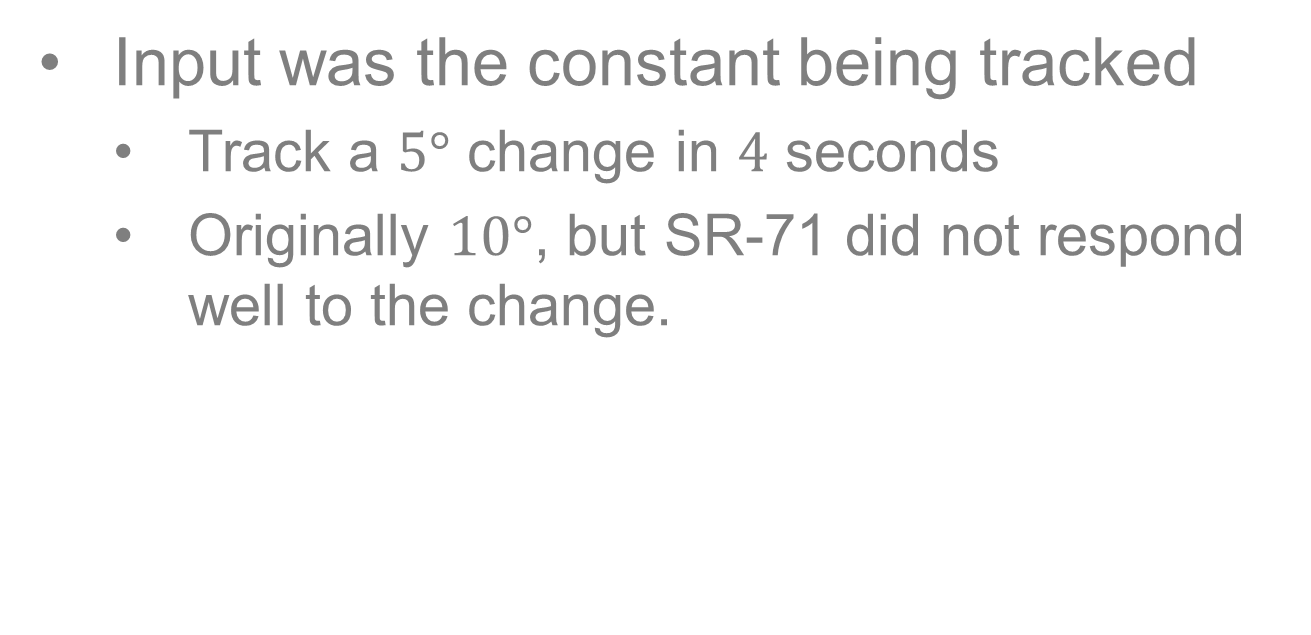 • Input was the constant being tracked
• Track a 5° change in 4 seconds
• Originally 10°, but SR-71 did not respond
well to the change.